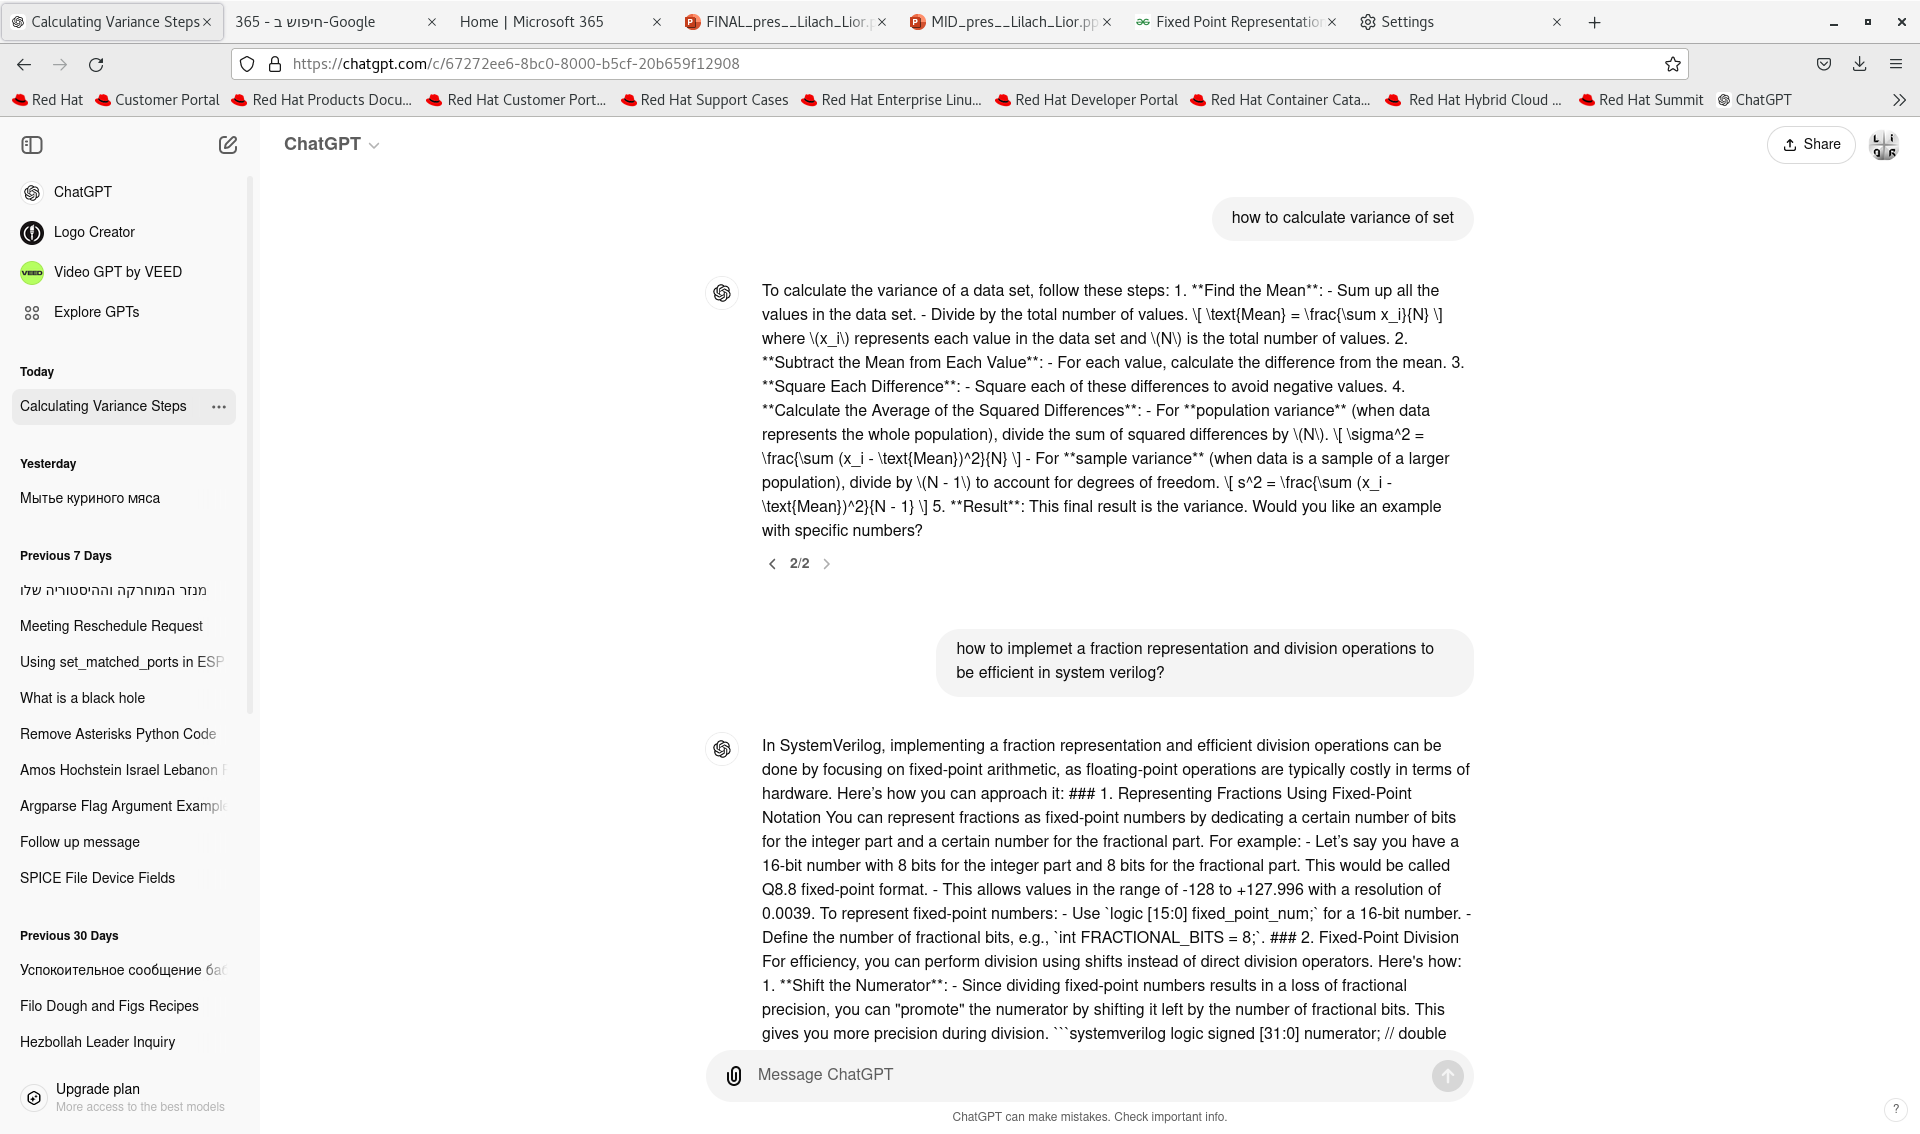 Calculating Variance Steps
365 - חיפוש ב-Google
Home | Microsoft 365
FINAL_pres__Lilach_Lior.p
MID_pres__Lilach_Lior.pp
Fixed Point Representation
Settings
https://chatgpt.com/c/67272ee6-8bc0-8000-b5cf-20b659f12908
Red Hat
Customer Portal
Red Hat Products Docu...
Red Hat Customer Port...
Red Hat Support Cases
Red Hat Enterprise Linu...
Red Hat Developer Portal
Red Hat Container Cata...
Red Hat Hybrid Cloud ...
Red Hat Summit
ChatGPT
ChatGPT
Share
ChatGPT
Logo Creator
VEED
Video GPT by VEED
Explore GPTs
Today
Calculating Variance Steps
Yesterday
Мытье куриного мяса
Previous 7 Days
מנזר המוחרקה וההיסטוריה שלו
Meeting Reschedule Request
Using set_matched_ports in ESP
What is a black hole
Remove Asterisks Python Code
Amos Hochstein Israel Lebanon
Argparse Flag Argument Example
Follow up message
SPICE File Device Fields
Previous 30 Days
Успокоительное сообщение баб
Filo Dough and Figs Recipes
Hezbollah Leader Inquiry
Upgrade plan
More access to the best models
how to calculate variance of set
To calculate the variance of a data set, follow these steps: 1. **Find the Mean**: - Sum up all the
values in the data set. - Divide by the total number of values. \[ \text{Mean} = \frac{\sum x_i}{N} \]
where \(x_i\) represents each value in the data set and \(N\) is the total number of values. 2.
**Subtract the Mean from Each Value**: - For each value, calculate the difference from the mean. 3.
**Square Each Difference**: - Square each of these differences to avoid negative values. 4.
**Calculate the Average of the Squared Differences**: - For **population variance** (when data
represents the whole population), divide the sum of squared differences by \(N\). \[ \sigma^2 =
\frac{\sum (x_i - \text{Mean})^2}{N} \] - For **sample variance** (when data is a sample of a larger
population), divide by \(N - 1\) to account for degrees of freedom. \[ s^2 = \frac{\sum (x_i -
\text{Mean})^2}{N - 1} \] 5. **Result**: This final result is the variance. Would you like an example
with specific numbers?
2/2
how to implemet a fraction representation and division operations to
be efficient in system verilog?
In SystemVerilog, implementing a fraction representation and efficient division operations can be
done by focusing on fixed-point arithmetic, as floating-point operations are typically costly in terms of
hardware. Here’s how you can approach it: ### 1. Representing Fractions Using Fixed-Point
Notation You can represent fractions as fixed-point numbers by dedicating a certain number of bits
for the integer part and a certain number for the fractional part. For example: - Let’s say you have a
16-bit number with 8 bits for the integer part and 8 bits for the fractional part. This would be called
Q8.8 fixed-point format. - This allows values in the range of -128 to +127.996 with a resolution of
0.0039. To represent fixed-point numbers: - Use `logic [15:0] fixed_point_num;` for a 16-bit number. -
Define the number of fractional bits, e.g., `int FRACTIONAL_BITS = 8;`. ### 2. Fixed-Point Division
For efficiency, you can perform division using shifts instead of direct division operators. Here's how:
1. **Shift the Numerator**: - Since dividing fixed-point numbers results in a loss of fractional
precision, you can "promote" the numerator by shifting it left by the number of fractional bits. This
gives you more precision during division. ```systemverilog logic signed [31:0] numerator; // double
Message ChatGPT
ChatGPT can make mistakes. Check important info.
?